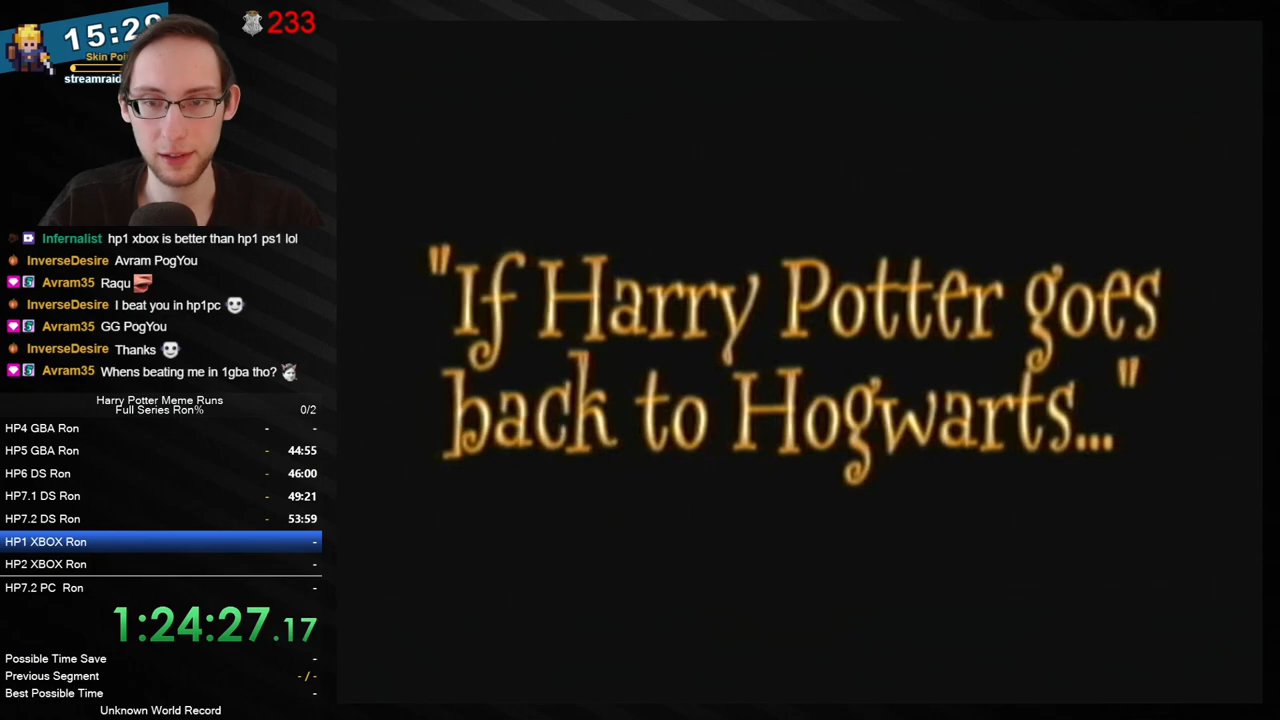 15:29
Skin Poi
streamraid
233
Infernalist hp1 xbox is better than hp1 ps1 lol
InverseDesire Avram PogYou
Avram35 Raqu
InverseDesire I beat you in hp1pc
Avram35 GG PogYou
InverseDesire Thanks
Avram35 Whens beating me in 1gba tho?
Harry Potter Meme Runs
Full Series Ron% 0/2
HP4 GBA Ron - -
HP5 GBA Ron - 44:55
HP6 DS Ron - 46:00
HP7.1 DS Ron - 49:21
HP7.2 DS Ron - 53:59
HP1 XBOX Ron -
HP2 XBOX Ron -
HP7.2 PC Ron -
1:24:27.17
Possible Time Save -
Previous Segment - / -
Best Possible Time -
Unknown World Record
"If Harry Potter goes
back to Hogwarts..."